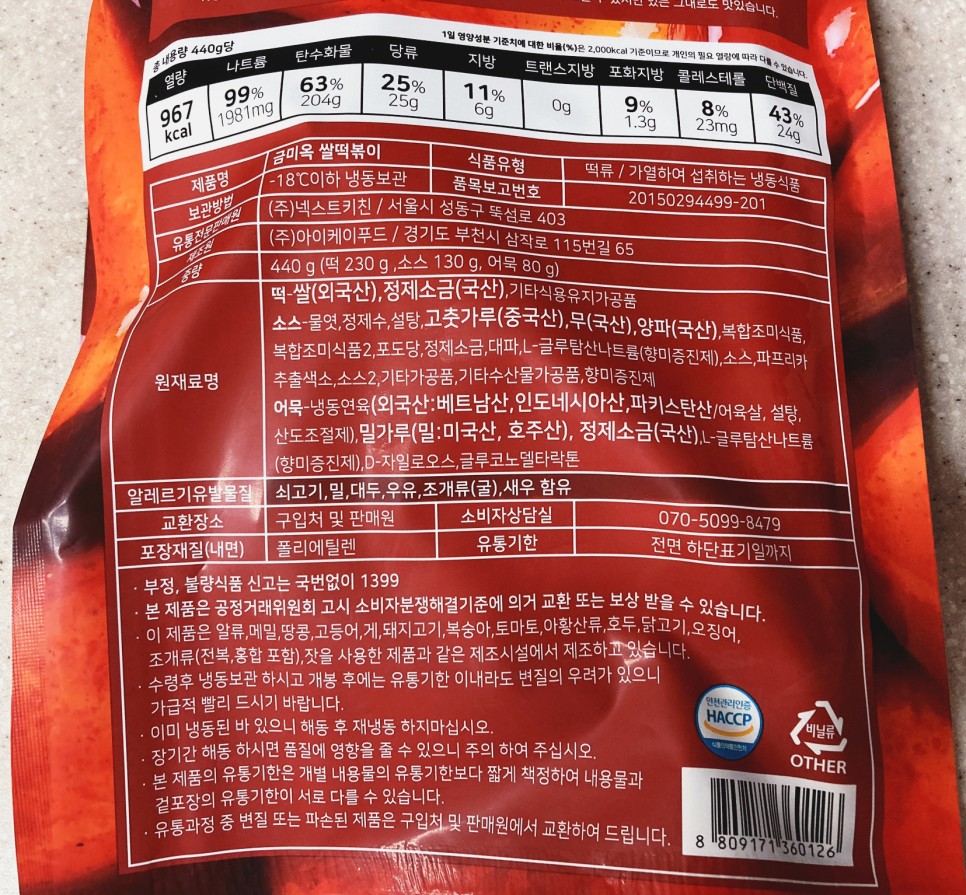 있지만 있는 그대로도 맛있습니다.
총 내용량 440g당
1일 영양성분 기준치에 대한 비율(%)은 2,000kcal 기준이므로 개인의 필요 열량에 따라 다를 수 있습니다.
열량 나트륨 탄수화물 당류 지방 트랜스지방 포화지방 콜레스테롤 단백질
967 kcal 99% 1981mg 63% 204g 25% 25g 11% 6g 0g 9% 1.3g 8% 23mg 43% 24g
제품명 금미옥 쌀떡볶이 식품유형 떡류 / 가열하여 섭취하는 냉동식품
보관방법 -18℃이하 냉동보관 품목보고번호 20150294499-201
유통전문판매원 (주)넥스트키친 / 서울시 성동구 뚝섬로 403
제조원 (주)아이케이푸드 / 경기도 부천시 삼작로 115번길 65
중량 440 g (떡 230 g ,소스 130 g, 어묵 80 g)
원재료명
떡-쌀(외국산),정제소금(국산),기타식용유지가공품
소스-물엿,정제수,설탕,고춧가루(중국산),무(국산),양파(국산),복합조미식품,
복합조미식품2,포도당,정제소금,대파,L-글루탐산나트륨(향미증진제),소스,파프리카
추출색소,소스2,기타가공품,기타수산물가공품,향미증진제
어묵-냉동연육(외국산:베트남산,인도네시아산,파키스탄산/어육살, 설탕,
산도조절제),밀가루(밀:미국산, 호주산), 정제소금(국산),L-글루탐산나트륨
(향미증진제),D-자일로오스,글루코노델타락톤
알레르기유발물질 쇠고기,밀,대두,우유,조개류(굴),새우 함유
교환장소 구입처 및 판매원 소비자상담실 070-5099-8479
포장재질(내면) 폴리에틸렌 유통기한 전면 하단표기일까지
· 부정, 불량식품 신고는 국번없이 1399
· 본 제품은 공정거래위원회 고시 소비자분쟁해결기준에 의거 교환 또는 보상 받을 수 있습니다.
· 이 제품은 알류,메밀,땅콩,고등어,게,돼지고기,복숭아,토마토,아황산류,호두,닭고기,오징어,
조개류(전복,홍합 포함),잣을 사용한 제품과 같은 제조시설에서 제조하고 있습니다.
· 수령후 냉동보관 하시고 개봉 후에는 유통기한 이내라도 변질의 우려가 있으니
가급적 빨리 드시기 바랍니다.
· 이미 냉동된 바 있으니 해동 후 재냉동 하지마십시오.
· 장기간 해동 하시면 품질에 영향을 줄 수 있으니 주의 하여 주십시오.
· 본 제품의 유통기한은 개별 내용물의 유통기한보다 짧게 책정하여 내용물과
겉포장의 유통기한이 서로 다를 수 있습니다.
· 유통과정 중 변질 또는 파손된 제품은 구입처 및 판매원에서 교환하여 드립니다.
안전관리인증
HACCP
식품의약품안전처
비닐류
OTHER
8 809171 360126